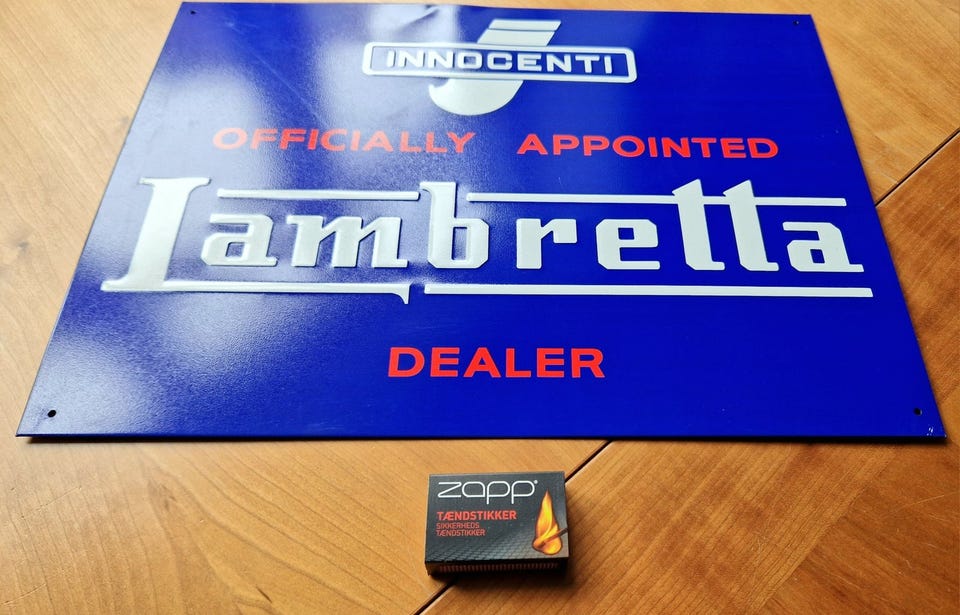 INNOCENTI
OFFICIALLY APPOINTED
Lambretta
DEALER
zapp®
TÆNDSTIKKER
SIKKERHEDS
TÆNDSTIKKER